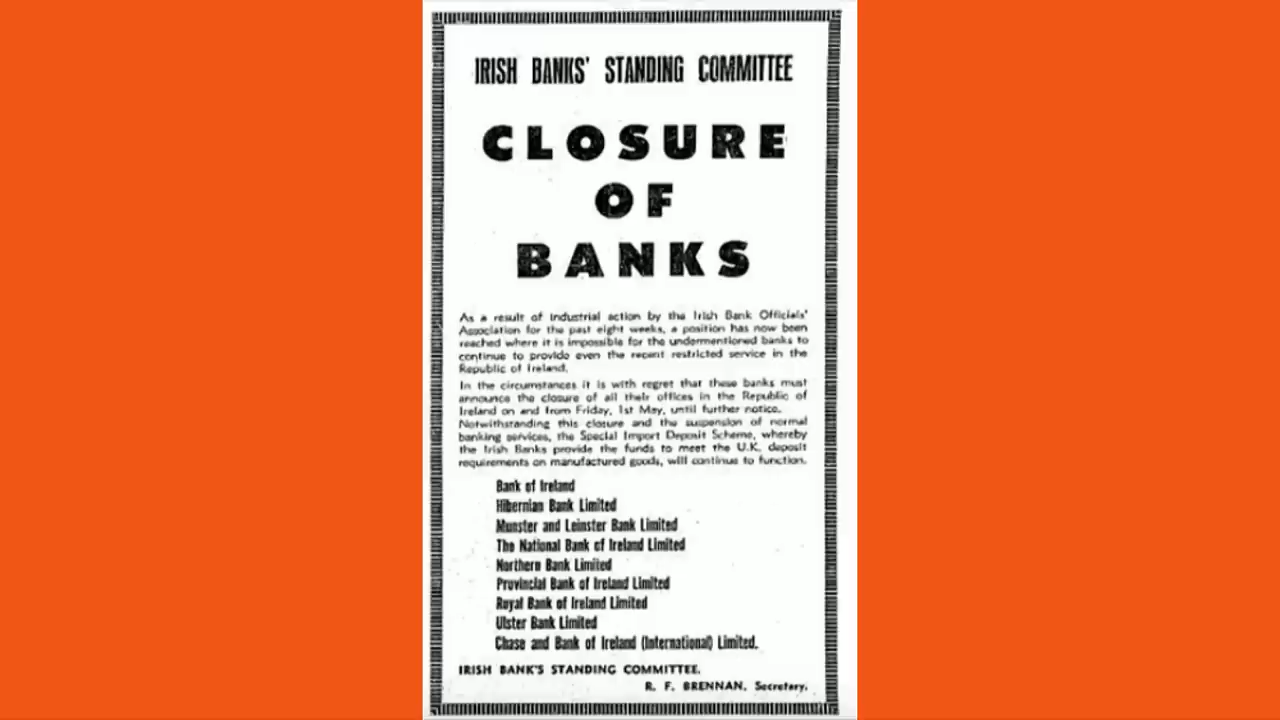 IRISH BANKS' STANDING COMMITTEE
CLOSURE
OF
BANKS
As a result of industrial action by the Irish Bank Officials'
Association for the past eight weeks, a position has now been
reached where it is impossible for the undermentioned banks to
continue to provide even the recent restricted service in the
Republic of Ireland.
In the circumstances it is with regret that these banks must
announce the closure of all their offices in the Republic of
Ireland on and from Friday, 1st May, until further notice.
Notwithstanding this closure and the suspension of normal
banking services, the Special Import Deposit Scheme, whereby
the Irish Banks provide the funds to meet the U.K. deposit
requirements on manufactured goods, will continue to function.
Bank of Ireland
Hibernian Bank Limited
Munster and Leinster Bank Limited
The National Bank of Ireland Limited
Northern Bank Limited
Provincial Bank of Ireland Limited
Royal Bank of Ireland Limited
Ulster Bank Limited
Chase and Bank of Ireland (International) Limited.
IRISH BANK'S STANDING COMMITTEE.
R. F. BRENNAN, Secretary.